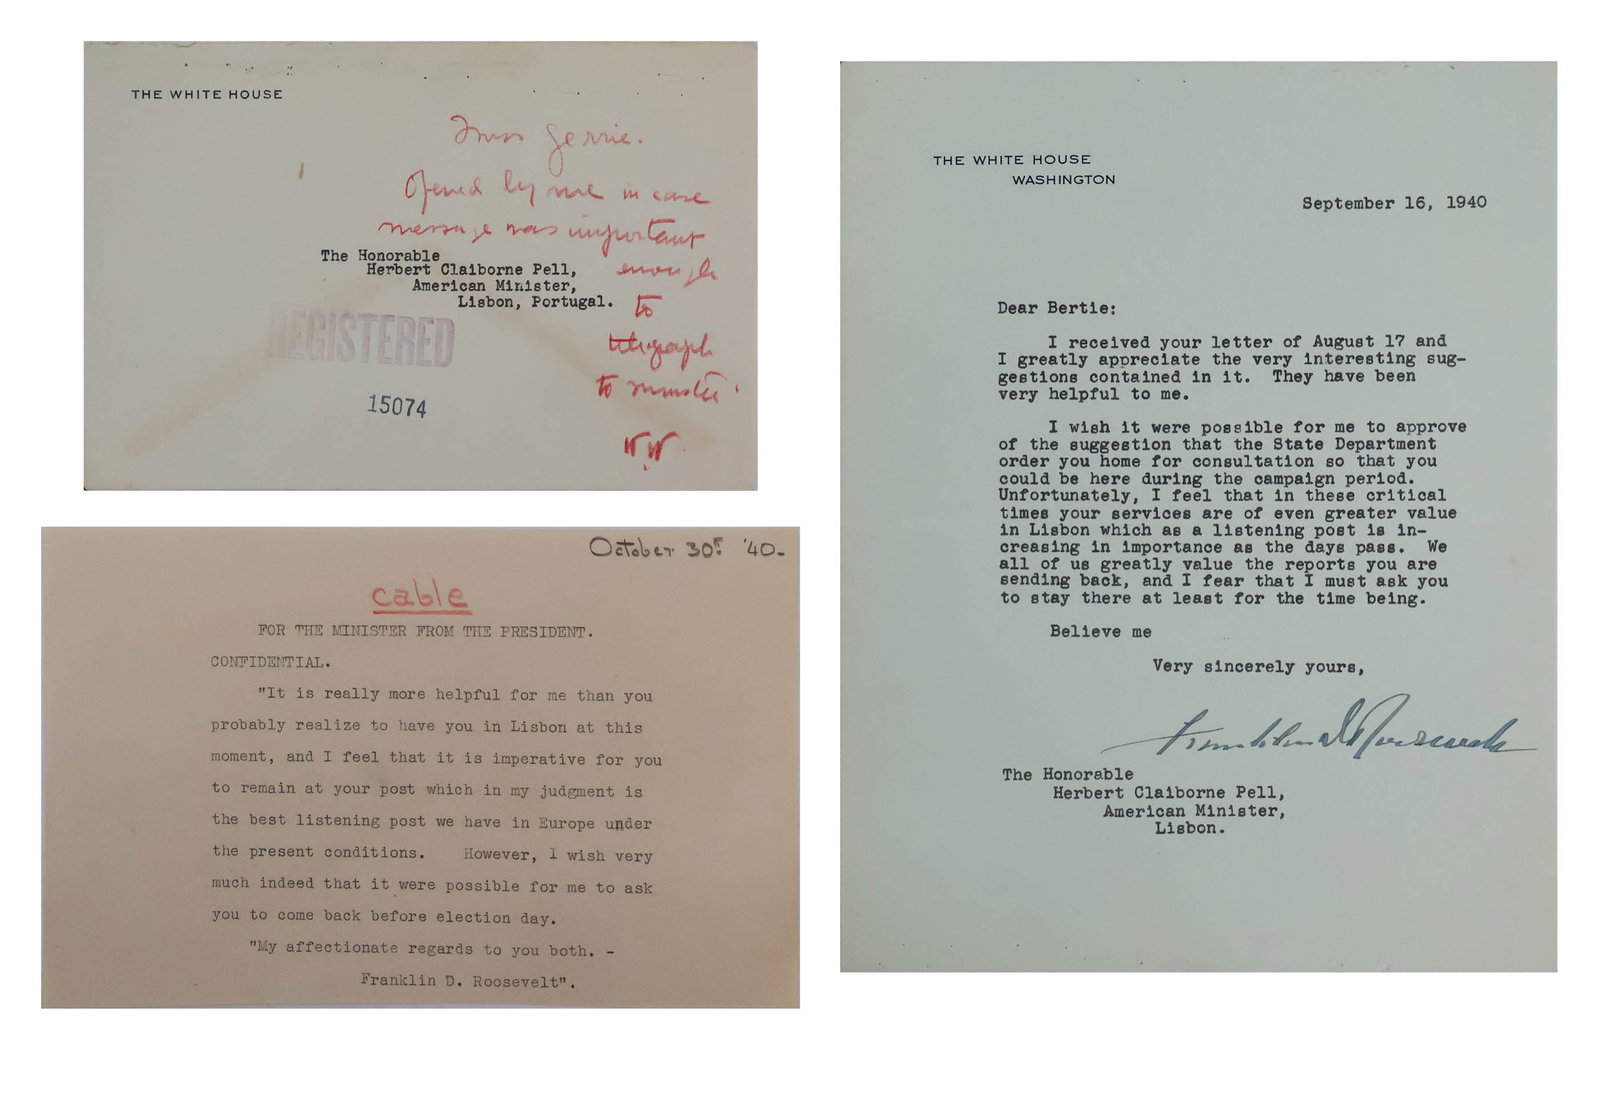 THE WHITE HOUSE
Miss Gerrie.
Opened by me in case
message was important
enough
to
telegraph
to minister.
The Honorable
Herbert Claiborne Pell,
American Minister,
Lisbon, Portugal.
REGISTERED
15074
October 30th '40-
cable
FOR THE MINISTER FROM THE PRESIDENT.
CONFIDENTIAL.
"It is really more helpful for me than you
probably realize to have you in Lisbon at this
moment, and I feel that it is imperative for you
to remain at your post which in my judgment is
the best listening post we have in Europe under
the present conditions. However, I wish very
much indeed that it were possible for me to ask
you to come back before election day.
"My affectionate regards to you both. -
Franklin D. Roosevelt".
THE WHITE HOUSE
WASHINGTON
September 16, 1940
Dear Bertie:
I received your letter of August 17 and
I greatly appreciate the very interesting sug-
gestions contained in it. They have been
very helpful to me.
I wish it were possible for me to approve
of the suggestion that the State Department
order you home for consultation so that you
could be here during the campaign period.
Unfortunately, I feel that in these critical
times your services are of even greater value
in Lisbon which as a listening post is in-
creasing in importance as the days pass. We
all of us greatly value the reports you are
sending back, and I fear that I must ask you
to stay there at least for the time being.
Believe me
Very sincerely yours,
Franklin D Roosevelt
The Honorable
Herbert Claiborne Pell,
American Minister,
Lisbon.